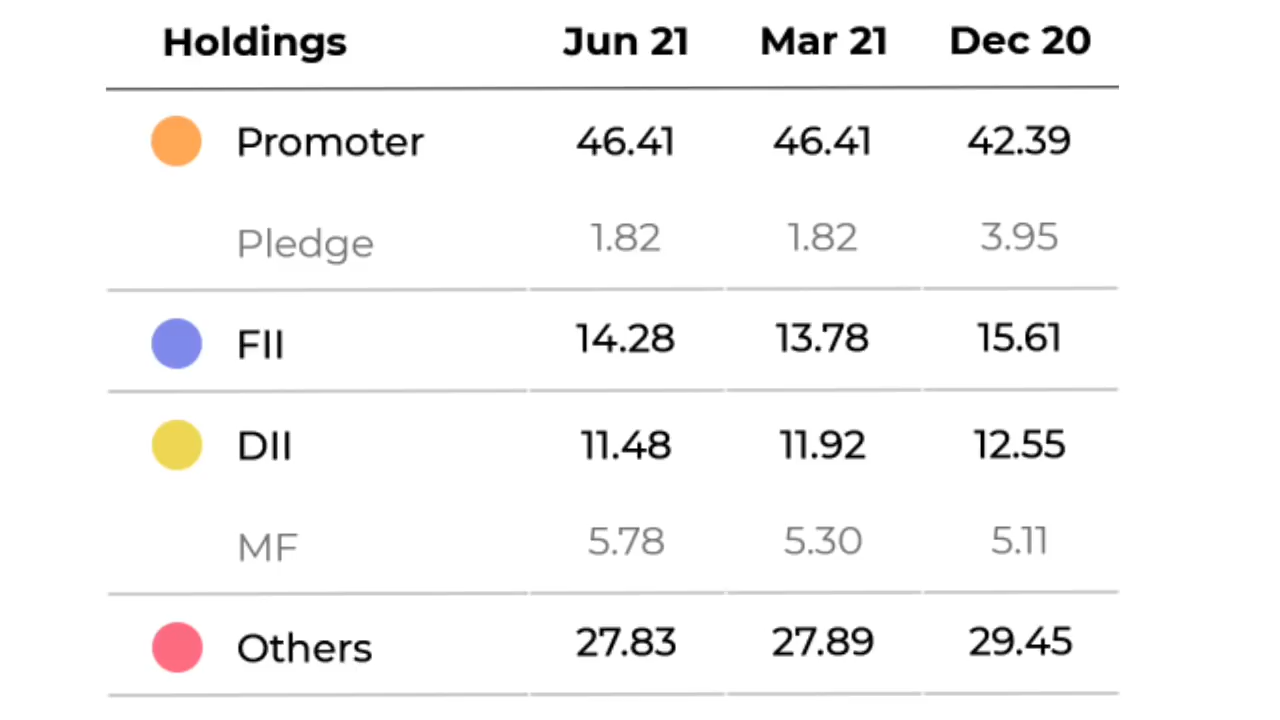 Holdings Jun 21 Mar 21 Dec 20
Promoter 46.41 46.41 42.39
Pledge 1.82 1.82 3.95
FII 14.28 13.78 15.61
DII 11.48 11.92 12.55
MF 5.78 5.30 5.11
Others 27.83 27.89 29.45